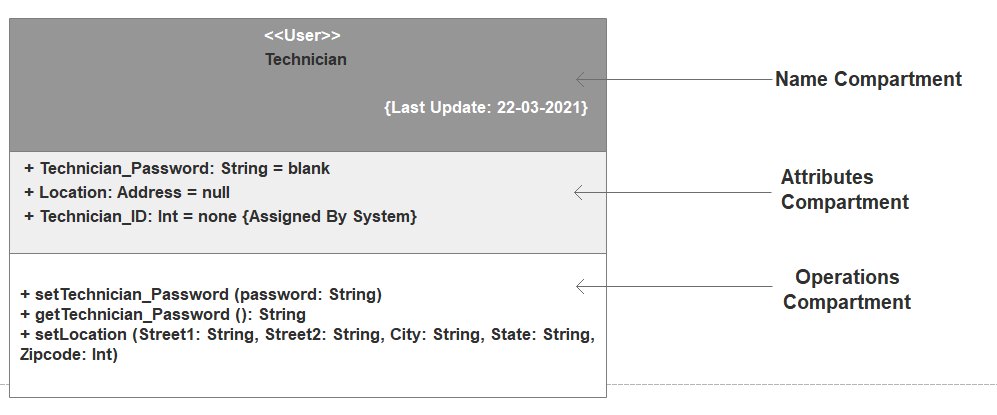 <<User>>
Technician
{Last Update: 22-03-2021}
Name Compartment
+ Technician_Password: String = blank
+ Location: Address = null
+ Technician_ID: Int = none {Assigned By System}
Attributes
Compartment
+ setTechnician_Password (password: String)
+ getTechnician_Password (): String
+ setLocation (Street1: String, Street2: String, City: String, State: String,
Zipcode: Int)
Operations
Compartment